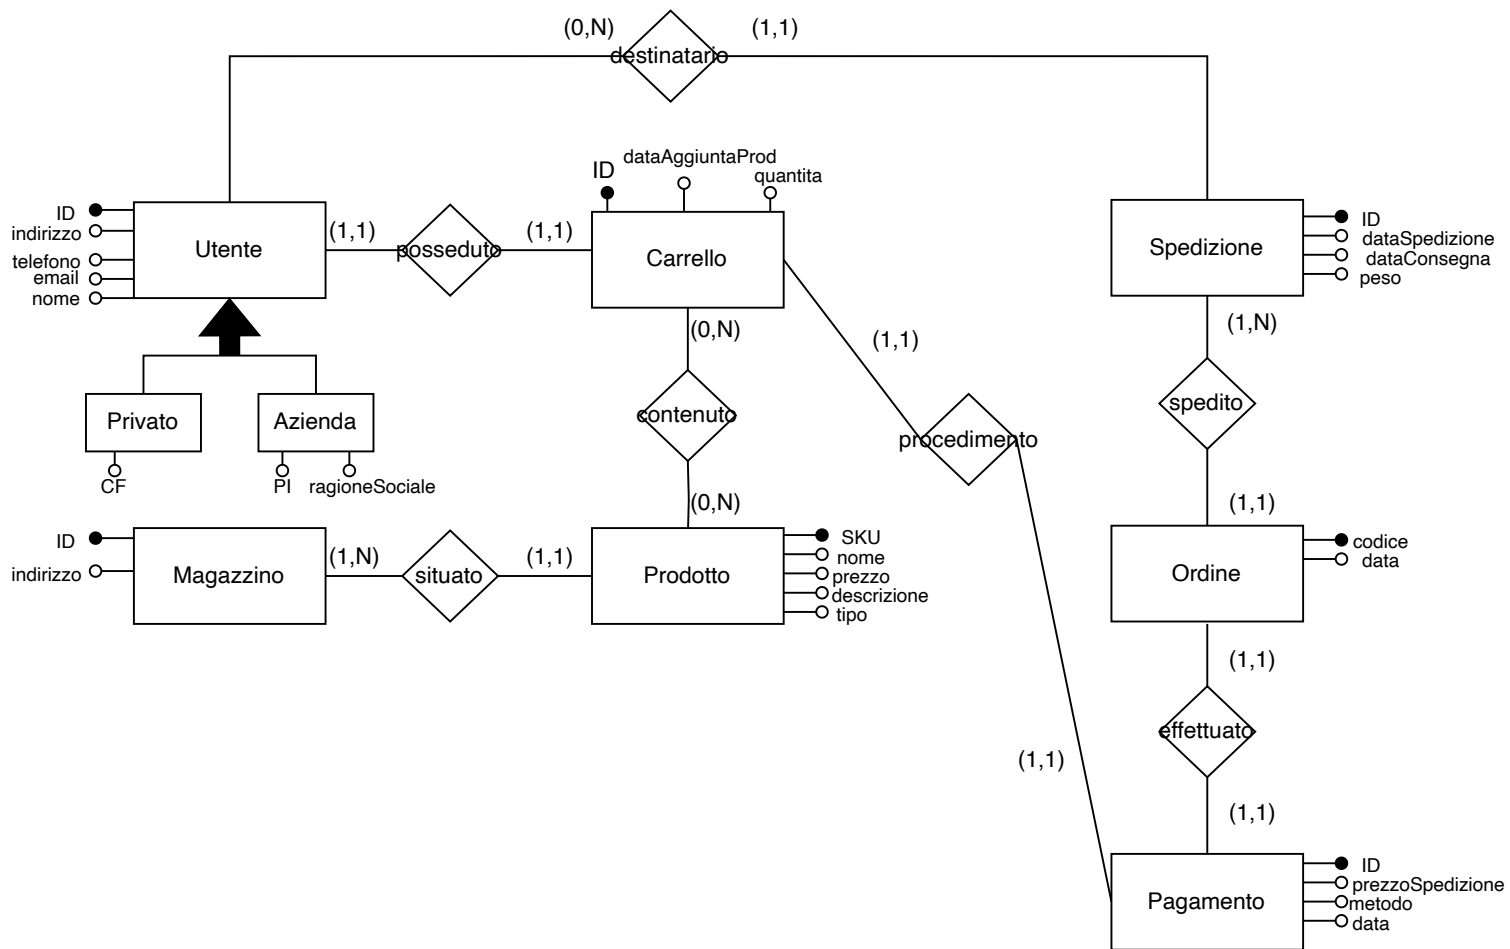 (0,N)
destinatario
(1,1)
ID
dataAggiuntaProd
quantita
ID
indirizzo
telefono
email
nome
Utente
(1,1)
posseduto
(1,1)
Carrello
Spedizione
ID
dataSpedizione
dataConsegna
peso
(0,N)
(1,1)
(1,N)
Privato
Azienda
contenuto
procedimento
spedito
CF
PI
ragioneSociale
(0,N)
(1,1)
ID
indirizzo
Magazzino
(1,N)
situato
(1,1)
Prodotto
SKU
nome
prezzo
descrizione
tipo
Ordine
codice
data
(1,1)
effettuato
(1,1)
(1,1)
Pagamento
ID
prezzoSpedizione
metodo
data